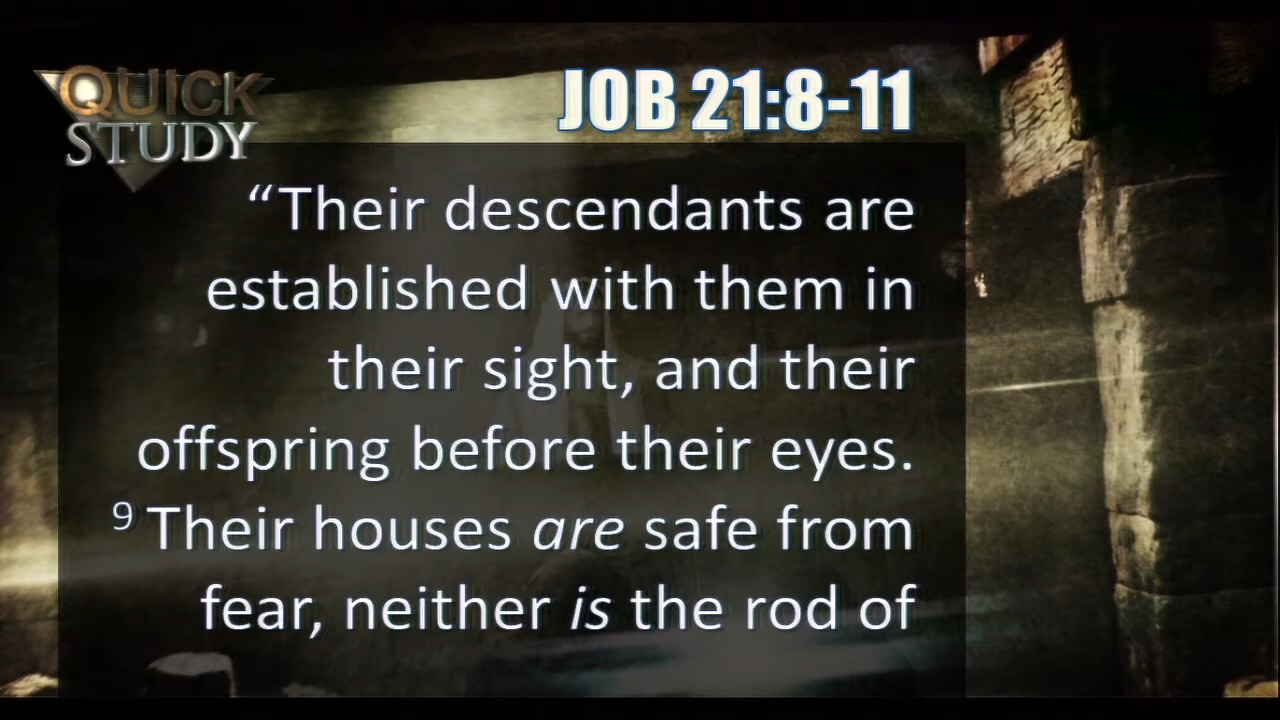 QUICK
STUDY
JOB 21:8-11
“Their descendants are
established with them in
their sight, and their
offspring before their eyes.
⁹ Their houses are safe from
fear, neither is the rod of